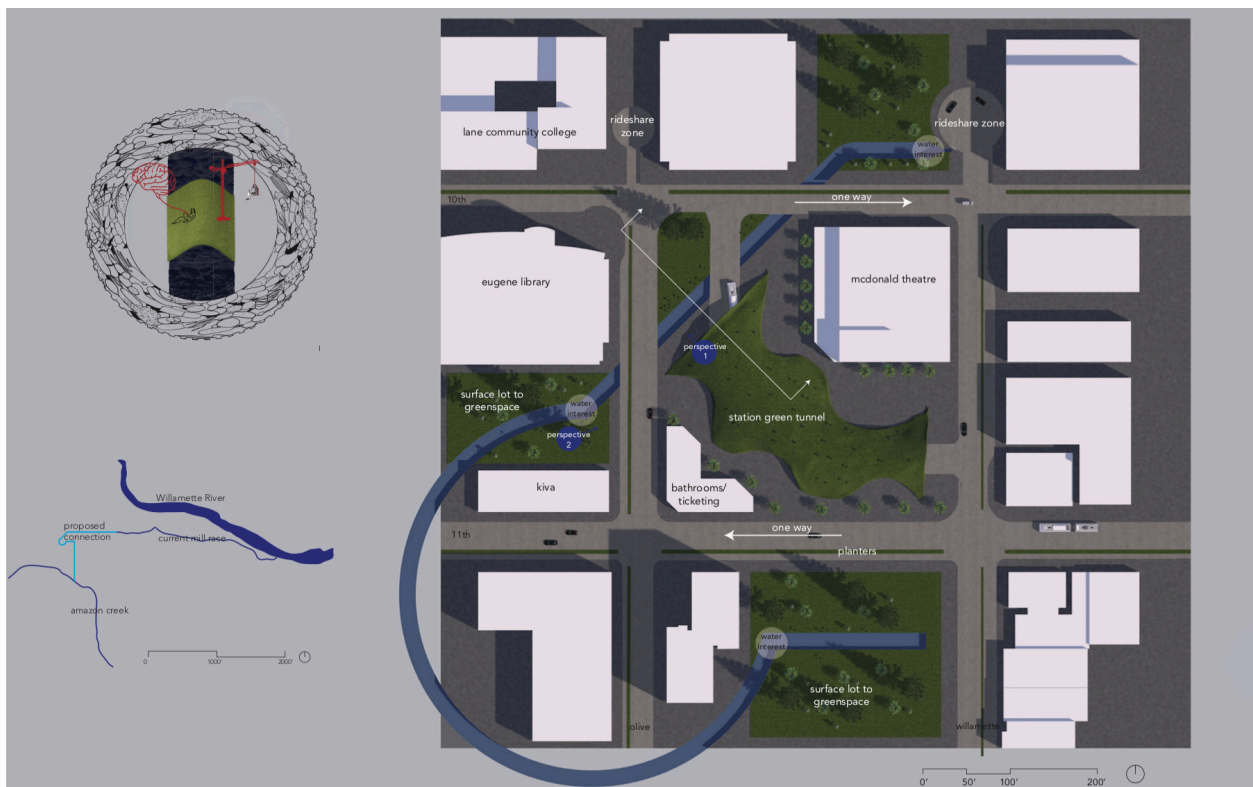 lane community college
rideshare
zone
rideshare zone
water
interest
10th
one way
eugene library
mcdonald theatre
perspective
1
surface lot to
greenspace
water
interest
perspective
2
station green tunnel
kiva
bathrooms/
ticketing
11th
one way
planters
water
interest
surface lot to
greenspace
olive
willamette
0'
50'
100'
200'
Willamette River
proposed
connection
current mill race
amazon creek
0
1000'
2000'